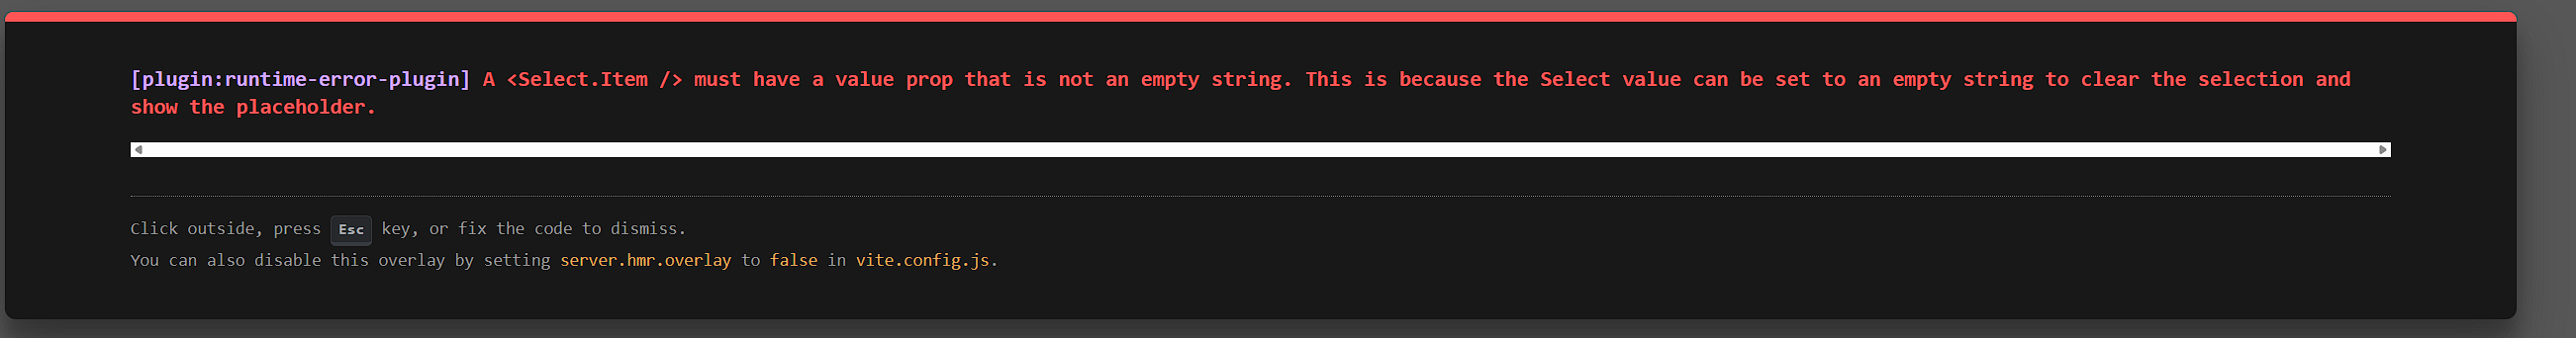 [plugin:runtime-error-plugin] A <Select.Item /> must have a value prop that is not an empty string. This is because the Select value can be set to an empty string to clear the selection and
show the placeholder.
Click outside, press Esc key, or fix the code to dismiss.
You can also disable this overlay by setting server.hmr.overlay to false in vite.config.js.